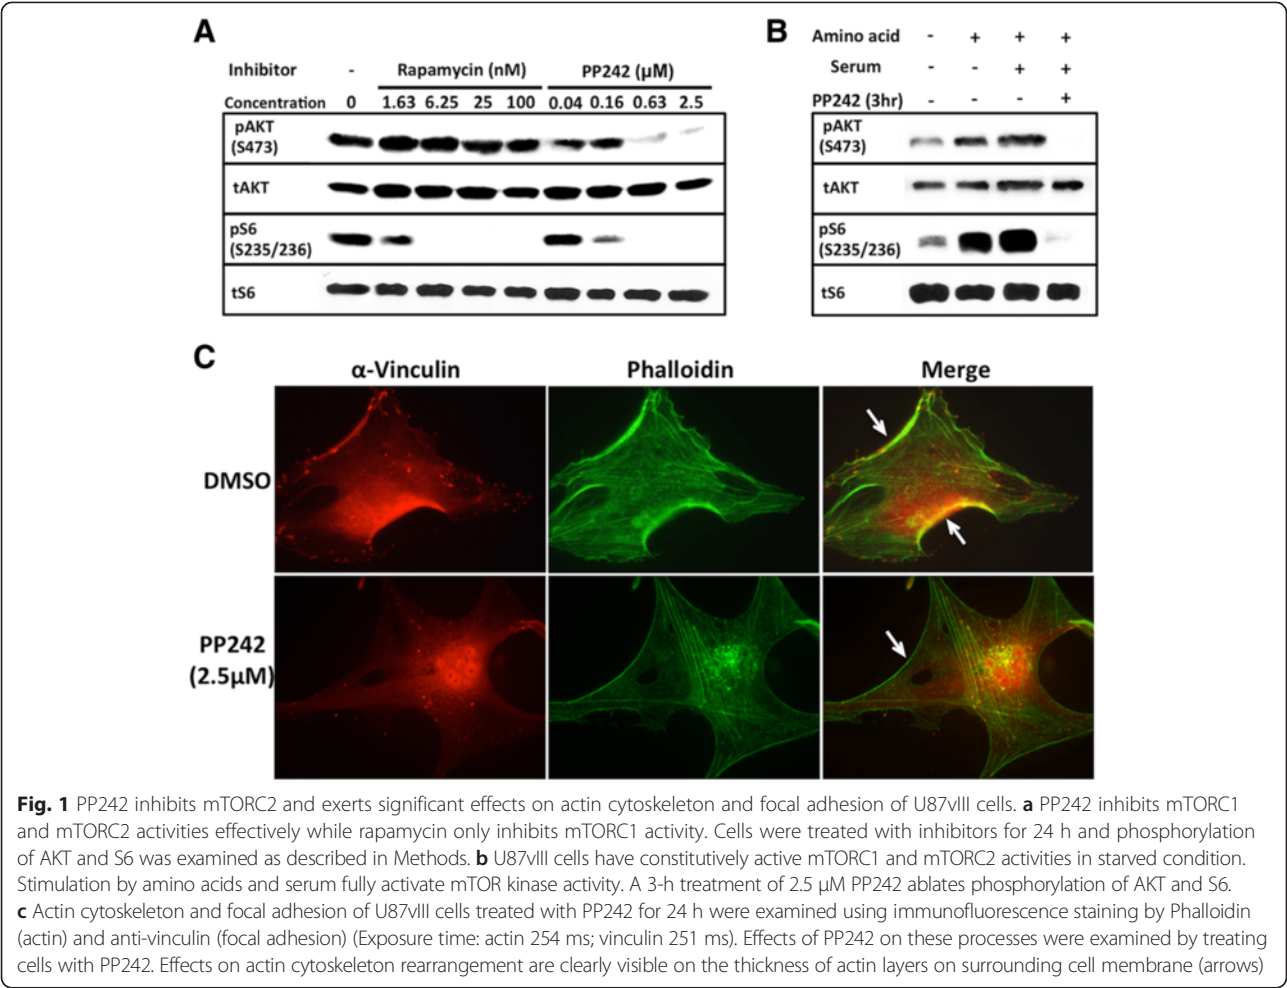 A
Inhibitor - Rapamycin (nM) PP242 (μM)
Concentration 0 1.63 6.25 25 100 0.04 0.16 0.63 2.5
pAKT
(S473)
tAKT
pS6
(S235/236)
tS6
B
Amino acid - + + +
Serum - - + +
PP242 (3hr) - - - +
pAKT
(S473)
tAKT
pS6
(S235/236)
tS6
C
α-Vinculin Phalloidin Merge
DMSO
PP242
(2.5μM)
Fig. 1 PP242 inhibits mTORC2 and exerts significant effects on actin cytoskeleton and focal adhesion of U87vIII cells. a PP242 inhibits mTORC1
and mTORC2 activities effectively while rapamycin only inhibits mTORC1 activity. Cells were treated with inhibitors for 24 h and phosphorylation
of AKT and S6 was examined as described in Methods. b U87vIII cells have constitutively active mTORC1 and mTORC2 activities in starved condition.
Stimulation by amino acids and serum fully activate mTOR kinase activity. A 3-h treatment of 2.5 μM PP242 ablates phosphorylation of AKT and S6.
c Actin cytoskeleton and focal adhesion of U87vIII cells treated with PP242 for 24 h were examined using immunofluorescence staining by Phalloidin
(actin) and anti-vinculin (focal adhesion) (Exposure time: actin 254 ms; vinculin 251 ms). Effects of PP242 on these processes were examined by treating
cells with PP242. Effects on actin cytoskeleton rearrangement are clearly visible on the thickness of actin layers on surrounding cell membrane (arrows)